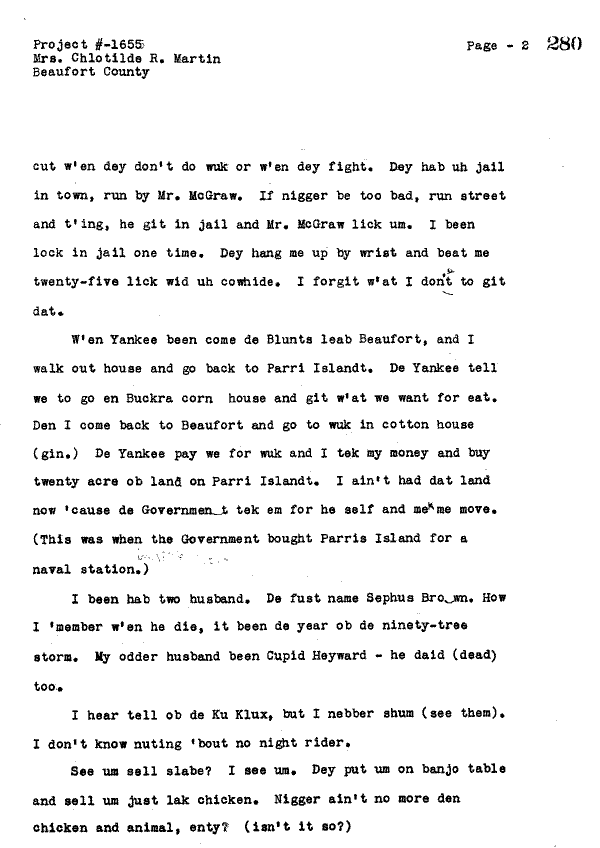 Project #-1655
Page - 2 280
Mrs. Chlotilde R. Martin
Beaufort County
cut w'en dey don't do wuk or w'en dey fight. Dey hab uh jail
in town, run by Mr. McGraw. If nigger be too bad, run street
and t'ing, he git in jail and Mr. McGraw lick um. I been
lock in jail one time. Dey hang me up by wrist and beat me
twenty-five lick wid uh cowhide. I forgit w'at I don't to git
dat.
W'en Yankee been come de Blunts leab Beaufort, and I
walk out house and go back to Parri Islandt. De Yankee tell
we to go en Buckra corn house and git w'at we want for eat.
Den I come back to Beaufort and go to wuk in cotton house
(gin.) De Yankee pay we for wuk and I tek my money and buy
twenty acre ob land on Parri Islandt. I ain't had dat land
now 'cause de Government tek em for he self and mek me move.
(This was when the Government bought Parris Island for a
naval station.)
I been hab two husband. De fust name Sephus Brown. How
I 'member w'en he die, it been de year ob de ninety-tree
storm. My odder husband been Cupid Heyward - he daid (dead)
too.
I hear tell ob de Ku Klux, but I nebber shum (see them).
I don't know nuting 'bout no night rider.
See um sell slabe? I see um. Dey put um on banjo table
and sell um just lak chicken. Nigger ain't no more den
chicken and animal, enty? (isn't it so?)